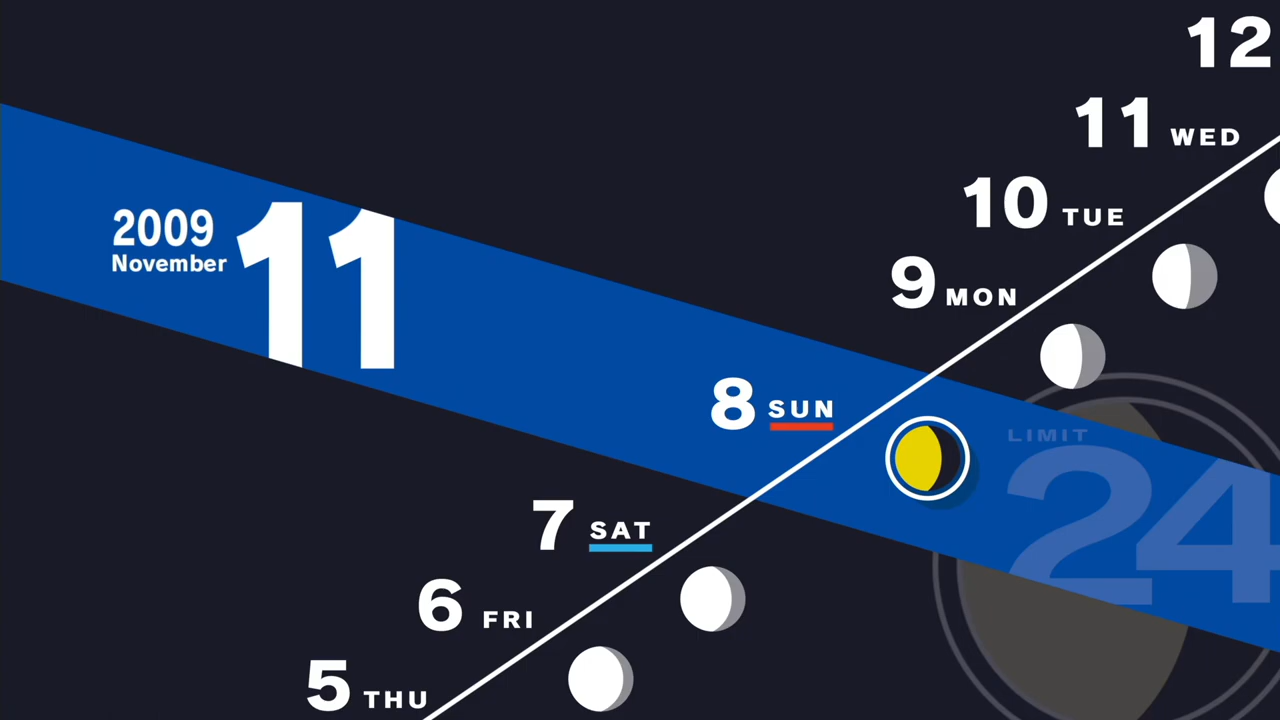 12
11 WED
10 TUE
2009
November
11
9 MON
8 SUN
LIMIT
24
7 SAT
6 FRI
5 THU